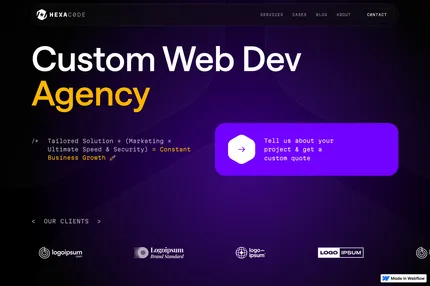 HEXACODE
SERVICES CASES BLOG ABOUT CONTACT
Custom Web Dev
Agency
/* Tailored Solution + (Marketing ×
Ultimate Speed & Security) = Constant
Business Growth 🚀
Tell us about your
project & get a
custom quote
< OUR CLIENTS >
logoipsum
Logoipsum
Brand Standard
logo—
ipsum
LOGO IPSUM
Made in Webflow